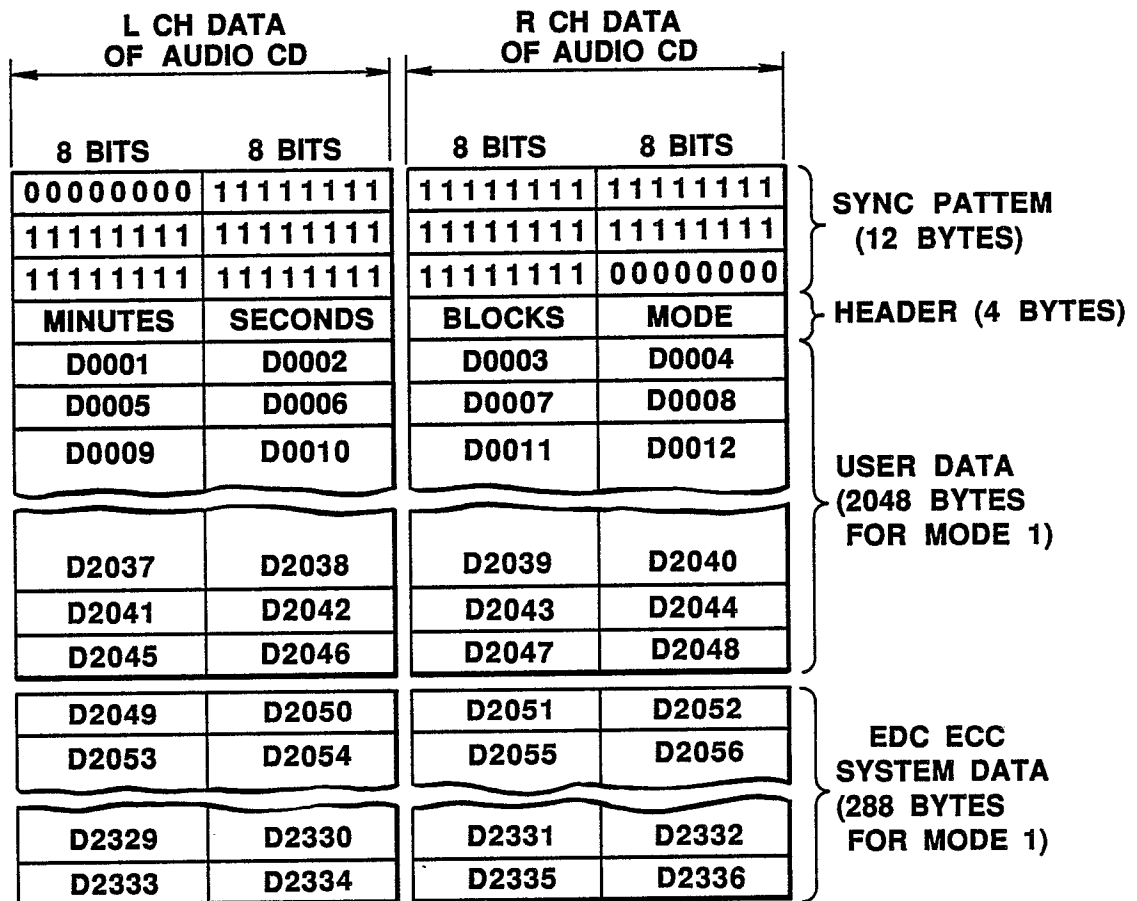 L CH DATA
OF AUDIO CD
R CH DATA
OF AUDIO CD
8 BITS 8 BITS 8 BITS 8 BITS
00000000 11111111 11111111 11111111
11111111 11111111 11111111 11111111
11111111 11111111 11111111 00000000
SYNC PATTEM
(12 BYTES)
MINUTES SECONDS BLOCKS MODE
HEADER (4 BYTES)
D0001 D0002 D0003 D0004
D0005 D0006 D0007 D0008
D0009 D0010 D0011 D0012
D2037 D2038 D2039 D2040
D2041 D2042 D2043 D2044
D2045 D2046 D2047 D2048
USER DATA
(2048 BYTES
FOR MODE 1)
D2049 D2050 D2051 D2052
D2053 D2054 D2055 D2056
D2329 D2330 D2331 D2332
D2333 D2334 D2335 D2336
EDC ECC
SYSTEM DATA
(288 BYTES
FOR MODE 1)